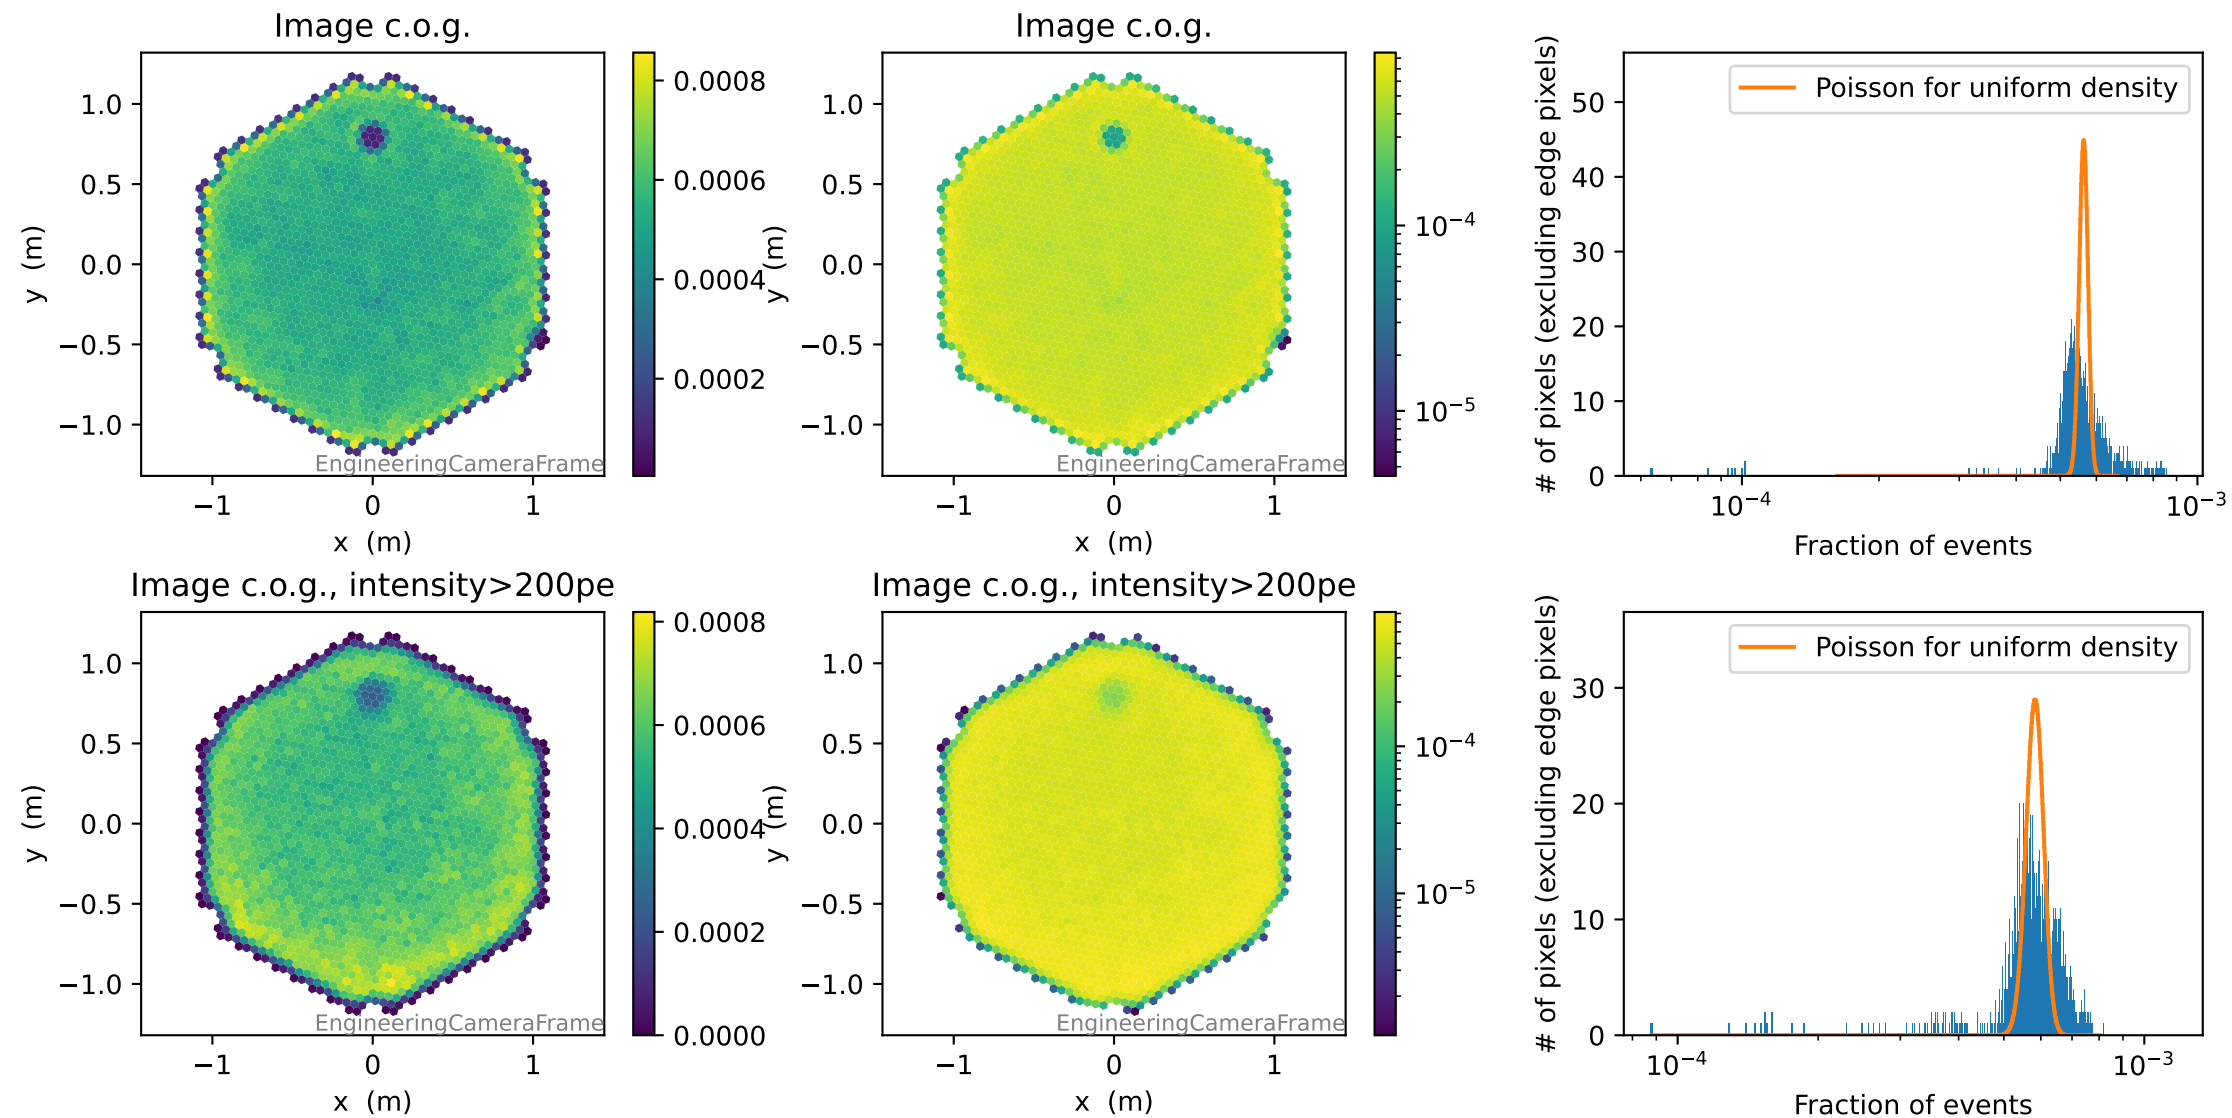 Image c.o.g.
y (m)
1.0
0.5
0.0
−0.5
−1.0
−1
0
1
x (m)
EngineeringCameraFrame
0.0008
0.0006
0.0004
0.0002
Image c.o.g.
y (m)
1.0
0.5
0.0
−0.5
−1.0
−1
0
1
x (m)
EngineeringCameraFrame
10⁻⁴
10⁻⁵
# of pixels (excluding edge pixels)
50
40
30
20
10
0
Poisson for uniform density
10⁻⁴
10⁻³
Fraction of events
Image c.o.g., intensity>200pe
y (m)
1.0
0.5
0.0
−0.5
−1.0
−1
0
1
x (m)
EngineeringCameraFrame
0.0008
0.0006
0.0004
0.0002
0.0000
Image c.o.g., intensity>200pe
y (m)
1.0
0.5
0.0
−0.5
−1.0
−1
0
1
x (m)
EngineeringCameraFrame
10⁻⁴
10⁻⁵
# of pixels (excluding edge pixels)
30
20
10
0
Poisson for uniform density
10⁻⁴
10⁻³
Fraction of events